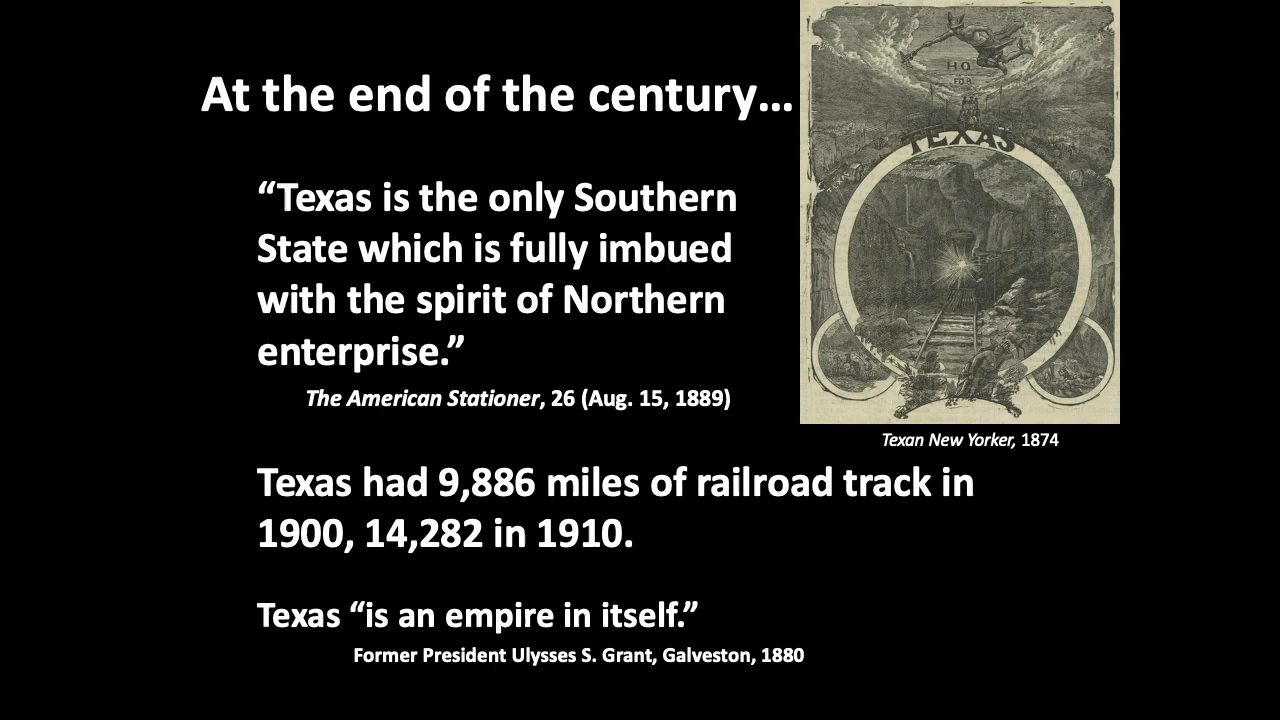 At the end of the century...
HO
FOR
TEXAS
“Texas is the only Southern
State which is fully imbued
with the spirit of Northern
enterprise.”
The American Stationer, 26 (Aug. 15, 1889)
Texan New Yorker, 1874
Texas had 9,886 miles of railroad track in
1900, 14,282 in 1910.
Texas “is an empire in itself.”
Former President Ulysses S. Grant, Galveston, 1880